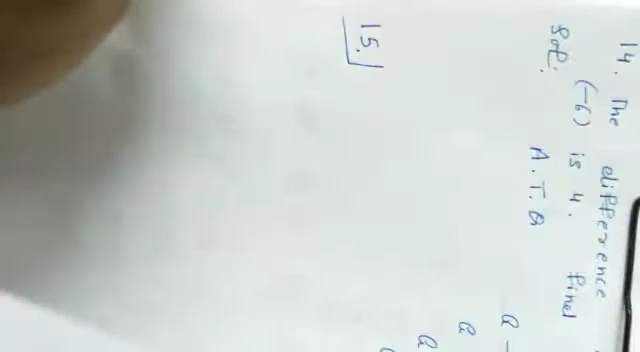 14. The difference
(-6) is 4. find
Sol: A.T.Q
a -
a
a
15.